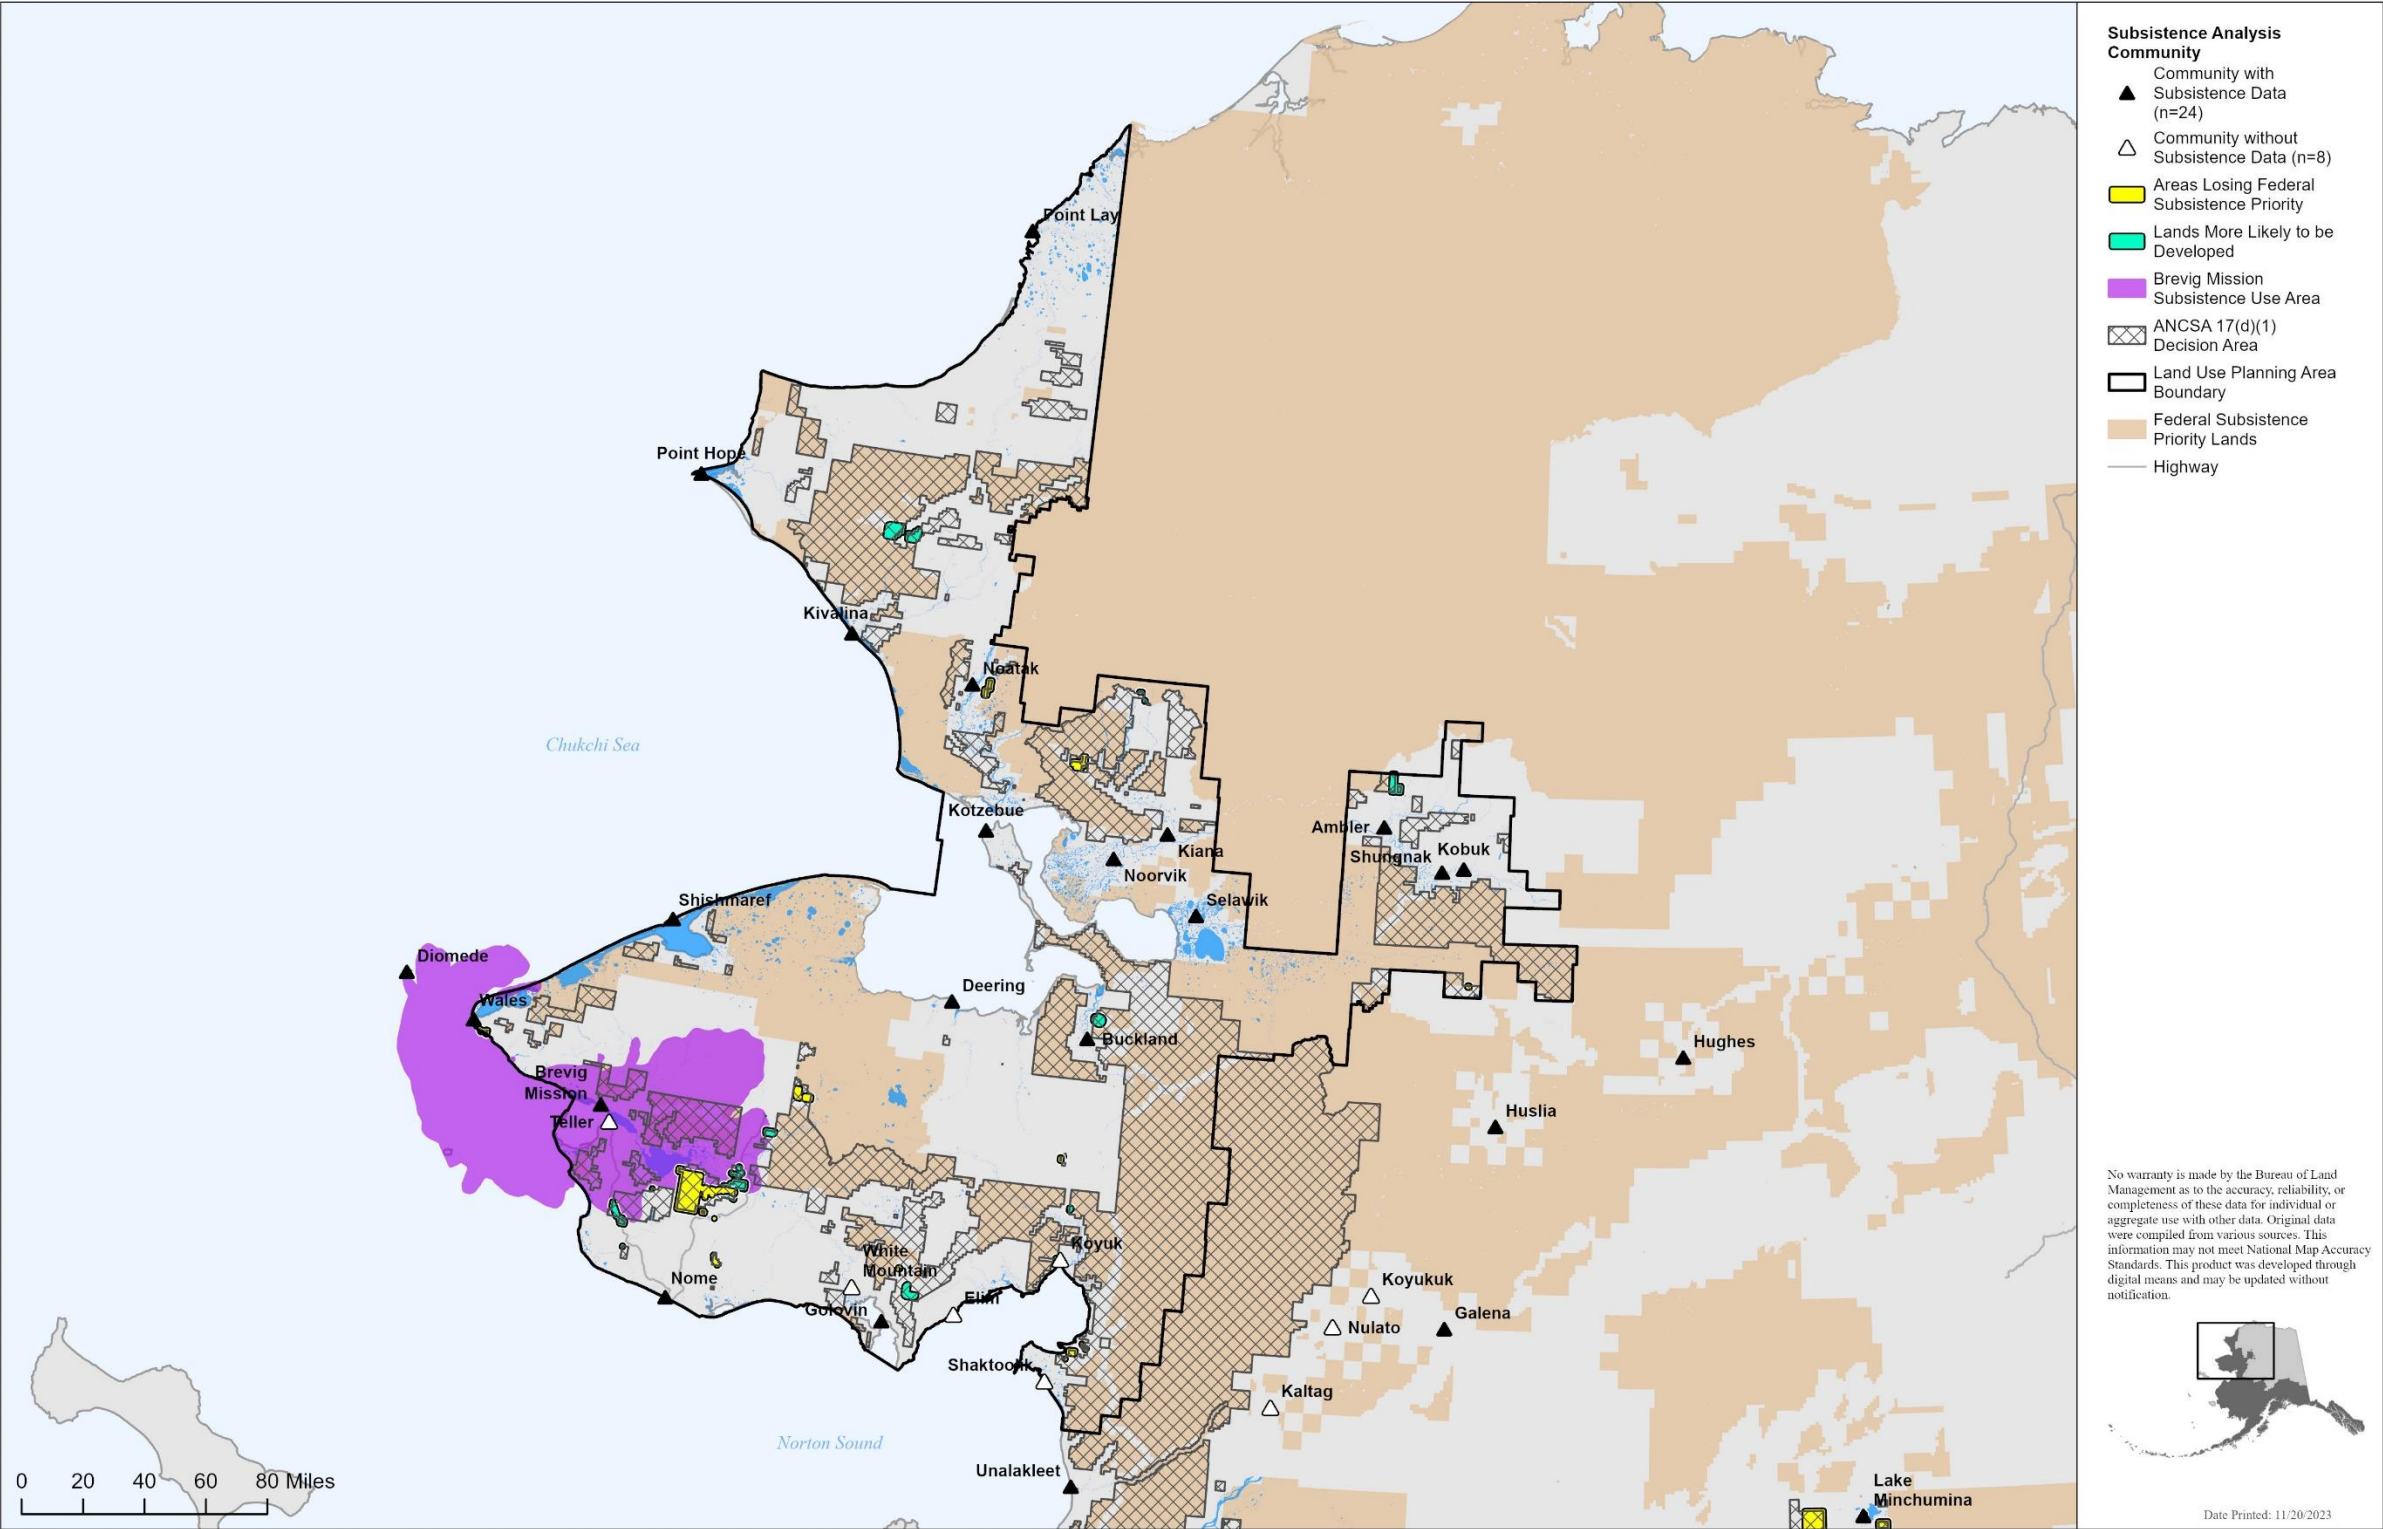 Point Lay
Point Hope
Kivalina
Noatak
Chukchi Sea
Kotzebue
Kiana
Noorvik
Ambler
Shungnak
Kobuk
Selawik
Shishmaref
Diomede
Wales
Deering
Buckland
Hughes
Brevig
Mission
Teller
Huslia
White
Mountain
Koyuk
Nome
Golovin
Elim
Koyukuk
Nulato
Galena
Shaktoolik
Kaltag
Norton Sound
Unalakleet
Lake
Minchumina
0 20 40 60 80 Miles
Subsistence Analysis
Community
Community with
Subsistence Data
(n=24)
Community without
Subsistence Data (n=8)
Areas Losing Federal
Subsistence Priority
Lands More Likely to be
Developed
Brevig Mission
Subsistence Use Area
ANCSA 17(d)(1)
Decision Area
Land Use Planning Area
Boundary
Federal Subsistence
Priority Lands
Highway
No warranty is made by the Bureau of Land
Management as to the accuracy, reliability, or
completeness of these data for individual or
aggregate use with other data. Original data
were compiled from various sources. This
information may not meet National Map Accuracy
Standards. This product was developed through
digital means and may be updated without
notification.
Date Printed: 11/20/2023